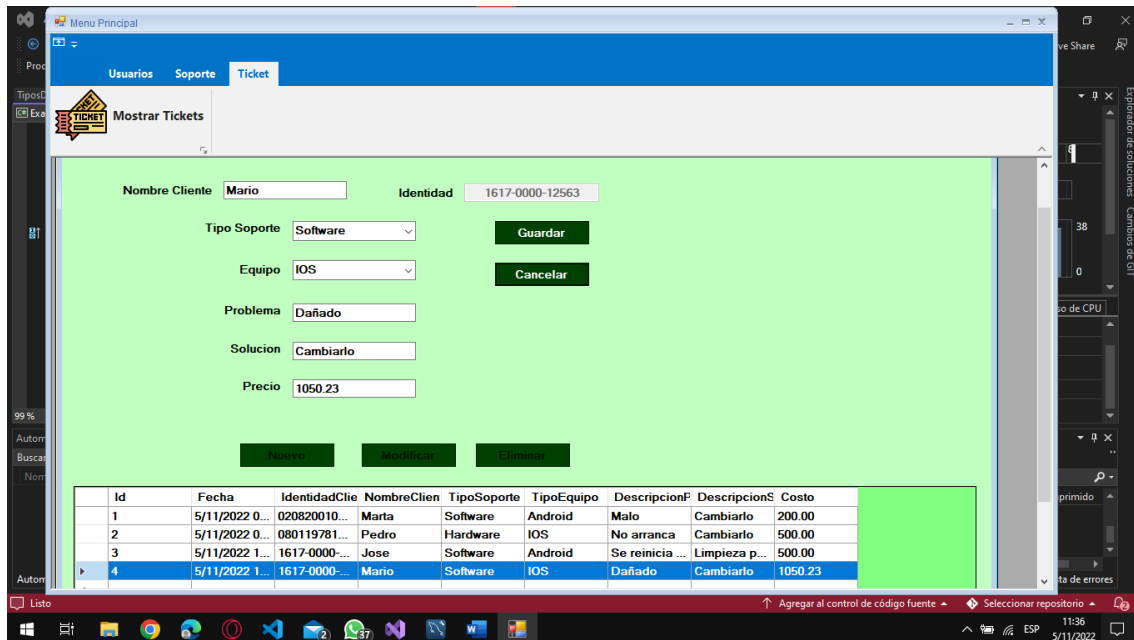 Menu Principal
ve Share
Proc
Usuarios Soporte Ticket
TiposD
TICKET Mostrar Tickets
Exa
8
Explorador de soluciones Cambios de GIT
Nombre Cliente Mario Identidad 1617-0000-12563
Tipo Soporte Software Guardar
38
Equipo IOS Cancelar
0
Problema Dañado
so de CPU
Solucion Cambiarlo
Precio 1050.23
99 %
Autom
Nuevo Modificar Eliminar
Buscar
Nom
Id Fecha IdentidadClie NombreClien TipoSoporte TipoEquipo DescripcionP DescripcionS Costo
primido
1 5/11/2022 0... 020820010... Marta Software Android Malo Cambiarlo 200.00
2 5/11/2022 0... 080119781... Pedro Hardware IOS No arranca Cambiarlo 500.00
3 5/11/2022 1... 1617-0000-... Jose Software Android Se reinicia ... Limpieza p... 500.00
4 5/11/2022 1... 1617-0000-... Mario Software IOS Dañado Cambiarlo 1050.23
Autom
ta de errores
Listo Agregar al control de código fuente Seleccionar repositorio 2
2 37 ESP 11:36
5/11/2022